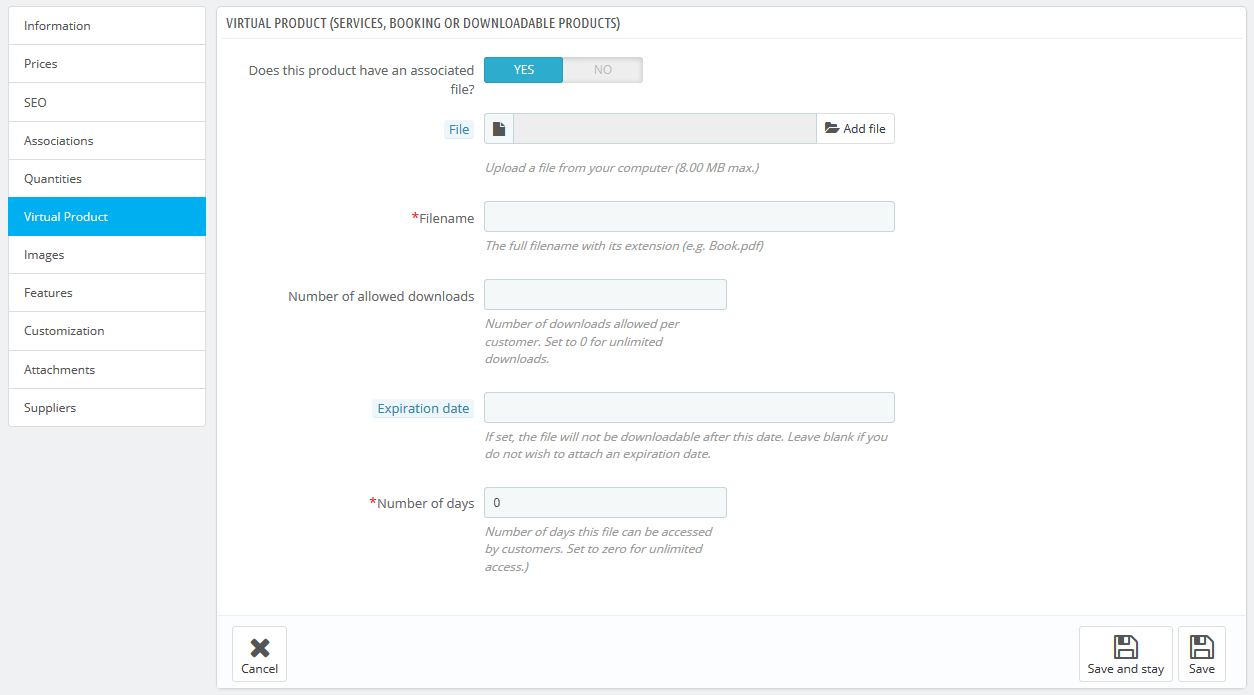 Information
Prices
SEO
Associations
Quantities
Virtual Product
Images
Features
Customization
Attachments
Suppliers
VIRTUAL PRODUCT (SERVICES, BOOKING OR DOWNLOADABLE PRODUCTS)
Does this product have an associated
file?
YES
NO
File
Add file
Upload a file from your computer (8.00 MB max.)
*Filename
The full filename with its extension (e.g. Book.pdf)
Number of allowed downloads
Number of downloads allowed per
customer. Set to 0 for unlimited
downloads.
Expiration date
If set, the file will not be downloadable after this date. Leave blank if you
do not wish to attach an expiration date.
*Number of days
0
Number of days this file can be accessed
by customers. Set to zero for unlimited
access.)
Cancel
Save and stay
Save